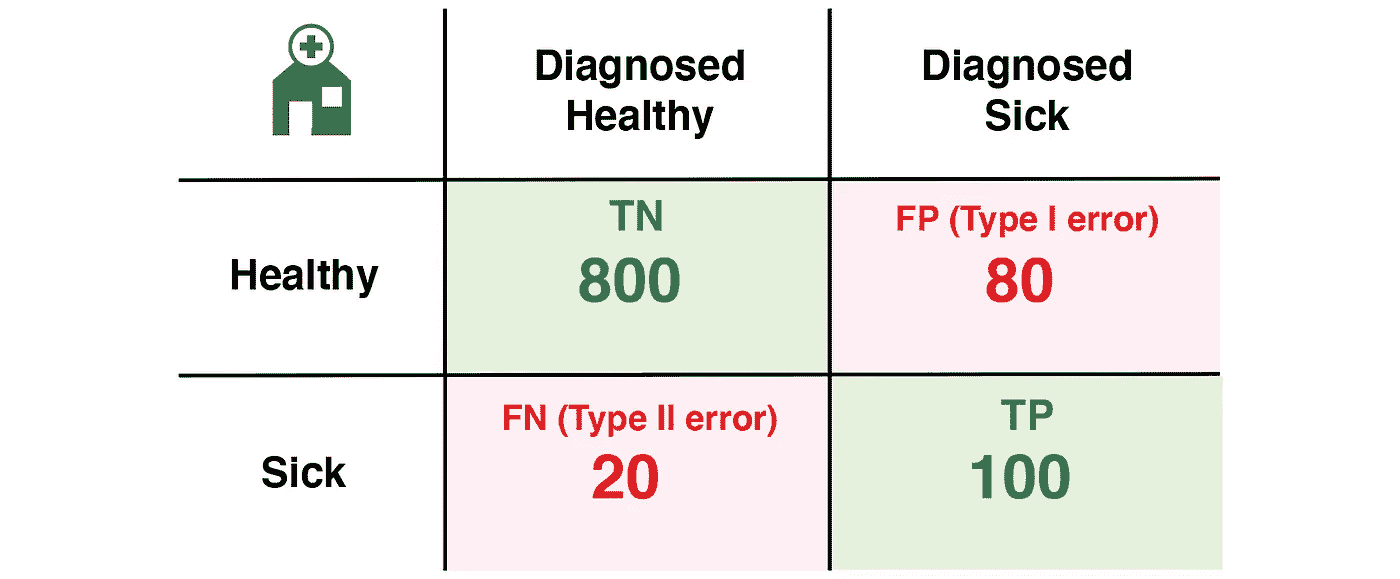 Diagnosed
Healthy
Diagnosed
Sick
Healthy
TN
800
FP (Type I error)
80
Sick
FN (Type II error)
20
TP
100